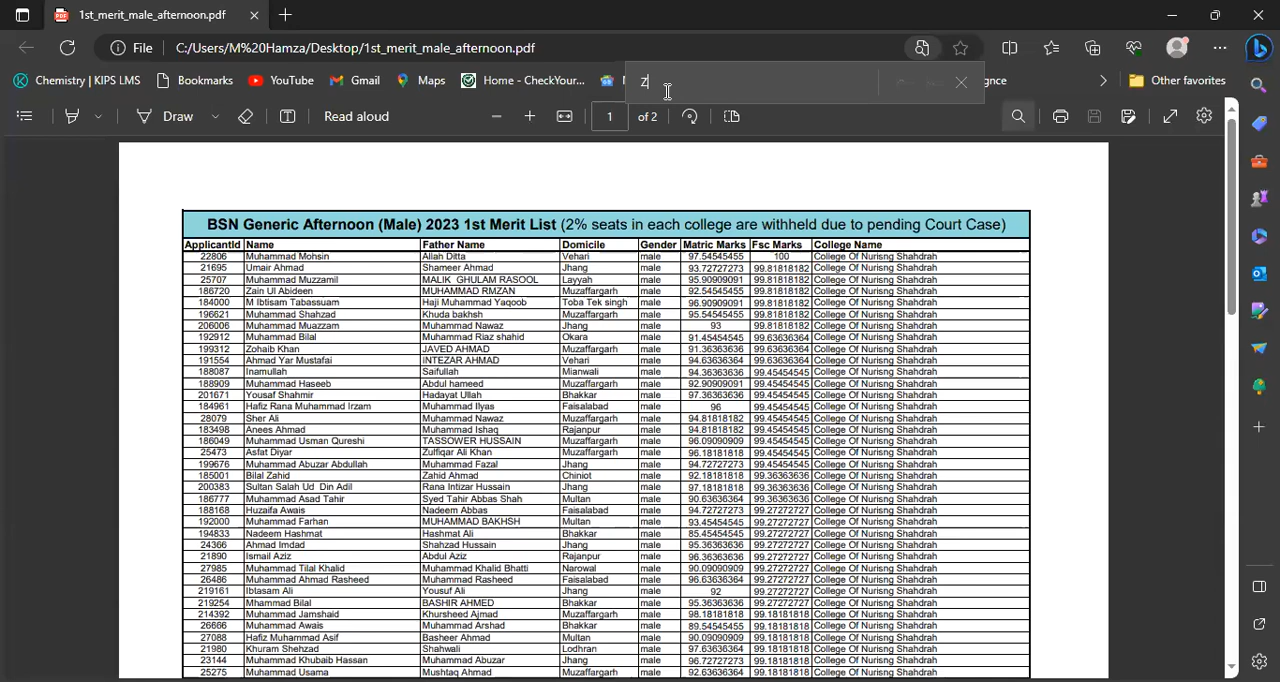 1st_merit_male_afternoon.pdf
File C:/Users/M%20Hamza/Desktop/1st_merit_male_afternoon.pdf
Chemistry | KIPS LMS Bookmarks YouTube Gmail Maps Home - CheckYour... Other favorites
Z
Draw Read aloud 1 of 2
BSN Generic Afternoon (Male) 2023 1st Merit List (2% seats in each college are withheld due to pending Court Case)
ApplicantId Name Father Name Domicile Gender Matric Marks Fsc Marks College Name
22806 Muhammad Mohsin Allah Ditta Vehari male 97.54545455 100 College Of Nurisng Shahdrah
21695 Umair Ahmad Shameer Ahmad Jhang male 93.72727273 99.81818182 College Of Nurisng Shahdrah
25707 Muhammad Muzzamil MALIK GHULAM RASOOL Layyah male 95.90909091 99.81818182 College Of Nurisng Shahdrah
186720 Zain Ul Abideen MUHAMMAD RMZAN Muzaffargarh male 92.54545455 99.81818182 College Of Nurisng Shahdrah
184000 M Ibtisam Tabassuam Haji Muhammad Yaqoob Toba Tek singh male 96.90909091 99.81818182 College Of Nurisng Shahdrah
196621 Muhammad Shahzad Khuda bakhsh Muzaffargarh male 95.54545455 99.81818182 College Of Nurisng Shahdrah
206006 Muhammad Muazzam Muhammad Nawaz Jhang male 93 99.81818182 College Of Nurisng Shahdrah
192912 Muhammad Bilal Muhammad Riaz shahid Okara male 91.45454545 99.63636364 College Of Nurisng Shahdrah
199312 Zohaib Khan JAVED AHMAD Muzaffargarh male 91.36363636 99.63636364 College Of Nurisng Shahdrah
191554 Ahmad Yar Mustafai INTEZAR AHMAD Vehari male 94.63636364 99.63636364 College Of Nurisng Shahdrah
188087 Inamullah Saifullah Mianwali male 94.36363636 99.45454545 College Of Nurisng Shahdrah
188909 Muhammad Haseeb Abdul hameed Muzaffargarh male 92.90909091 99.45454545 College Of Nurisng Shahdrah
201671 Yousaf Shahmir Hadayat Ullah Bhakkar male 97.36363636 99.45454545 College Of Nurisng Shahdrah
184961 Hafiz Rana Muhammad Irzam Muhammad Ilyas Faisalabad male 96 99.45454545 College Of Nurisng Shahdrah
28079 Sher Ali Muhammad Nawaz Muzaffargarh male 94.81818182 99.45454545 College Of Nurisng Shahdrah
183498 Anees Ahmad Muhammad Ishaq Rajanpur male 94.81818182 99.45454545 College Of Nurisng Shahdrah
186049 Muhammad Usman Qureshi TASSOWER HUSSAIN Muzaffargarh male 96.09090909 99.45454545 College Of Nurisng Shahdrah
25473 Asfat Diyar Zulfiqar Ali Khan Muzaffargarh male 96.18181818 99.45454545 College Of Nurisng Shahdrah
199676 Muhammad Abuzar Abdullah Muhammad Fazal Jhang male 94.72727273 99.45454545 College Of Nurisng Shahdrah
185001 Bilal Zahid Zahid Ahmad Chiniot male 92.18181818 99.36363636 College Of Nurisng Shahdrah
200383 Sultan Salah Ud Din Adil Rana Intizar Hussain Jhang male 97.18181818 99.36363636 College Of Nurisng Shahdrah
186777 Muhammad Asad Tahir Syed Tahir Abbas Shah Multan male 90.63636364 99.36363636 College Of Nurisng Shahdrah
188168 Huzaifa Awais Nadeem Abbas Faisalabad male 94.72727273 99.27272727 College Of Nurisng Shahdrah
192000 Muhammad Farhan MUHAMMAD BAKHSH Multan male 93.45454545 99.27272727 College Of Nurisng Shahdrah
194833 Nadeem Hashmat Hashmat Ali Bhakkar male 85.45454545 99.27272727 College Of Nurisng Shahdrah
24366 Ahmad Imdad Shahzad Hussain Jhang male 95.36363636 99.27272727 College Of Nurisng Shahdrah
21890 Ismail Aziz Abdul Aziz Rajanpur male 96.36363636 99.27272727 College Of Nurisng Shahdrah
27985 Muhammad Tilal Khalid Muhammad Khalid Bhatti Narowal male 90.09090909 99.27272727 College Of Nurisng Shahdrah
26486 Muhammad Ahmad Rasheed Muhammad Rasheed Faisalabad male 96.63636364 99.27272727 College Of Nurisng Shahdrah
219161 Ibtasam Ali Yousuf Ali Jhang male 92 99.27272727 College Of Nurisng Shahdrah
219254 Mhammad Bilal BASHIR AHMED Bhakkar male 95.36363636 99.27272727 College Of Nurisng Shahdrah
214392 Muhammad Jamshaid Khursheed Ajmad Muzaffargarh male 98.18181818 99.18181818 College Of Nurisng Shahdrah
26666 Muhammad Awais Muhammad Arshad Bhakkar male 89.54545455 99.18181818 College Of Nurisng Shahdrah
27088 Hafiz Muhammad Asif Basheer Ahmad Multan male 90.09090909 99.18181818 College Of Nurisng Shahdrah
21980 Khuram Shehzad Shahwali Lodhran male 97.63636364 99.18181818 College Of Nurisng Shahdrah
23144 Muhammad Khubaib Hassan Muhammad Abuzar Jhang male 96.72727273 99.18181818 College Of Nurisng Shahdrah
25275 Muhammad Usama Mushtaq Ahmad Muzaffargarh male 92.63636364 99.18181818 College Of Nurisng Shahdrah